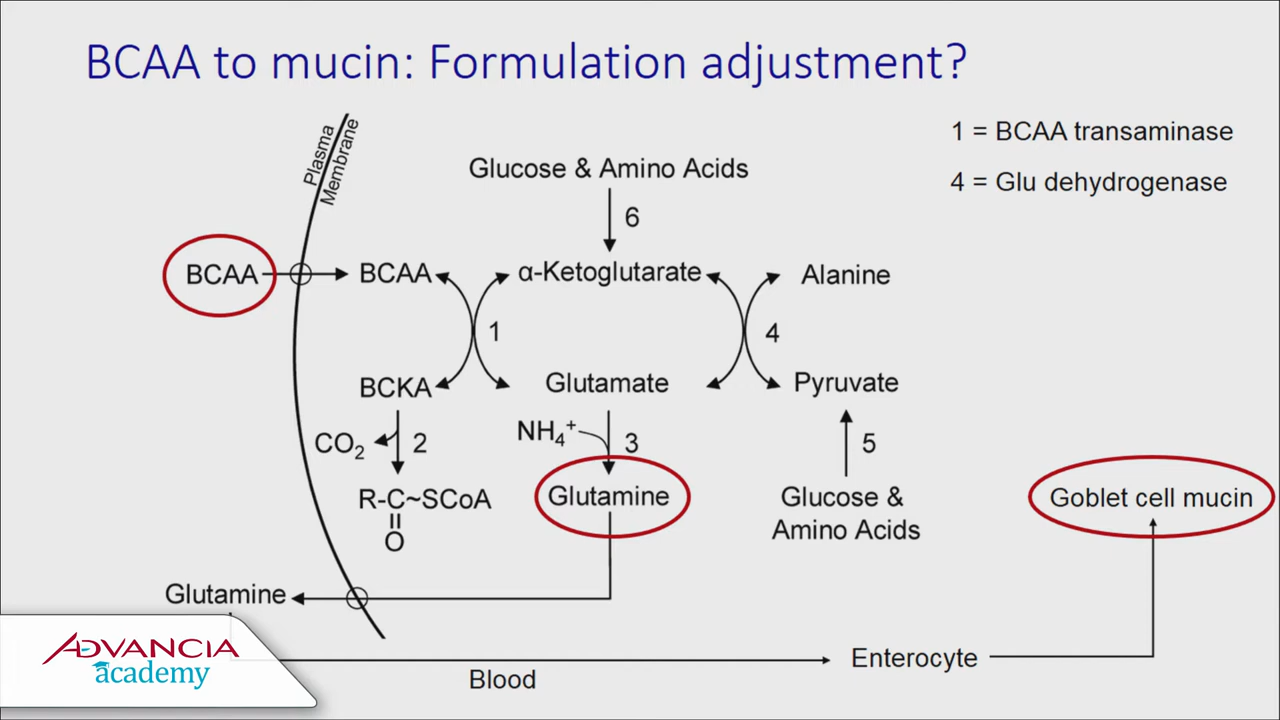 BCAA to mucin: Formulation adjustment?
Plasma
Membrane
1 = BCAA transaminase
4 = Glu dehydrogenase
Glucose & Amino Acids
6
BCAA
BCAA
α-Ketoglutarate
Alanine
1
4
BCKA
Glutamate
Pyruvate
CO₂
2
NH₄⁺
3
5
R-C~SCoA
O
Glutamine
Glucose &
Amino Acids
Goblet cell mucin
Glutamine
ADVANCIA
academy
Blood
Enterocyte